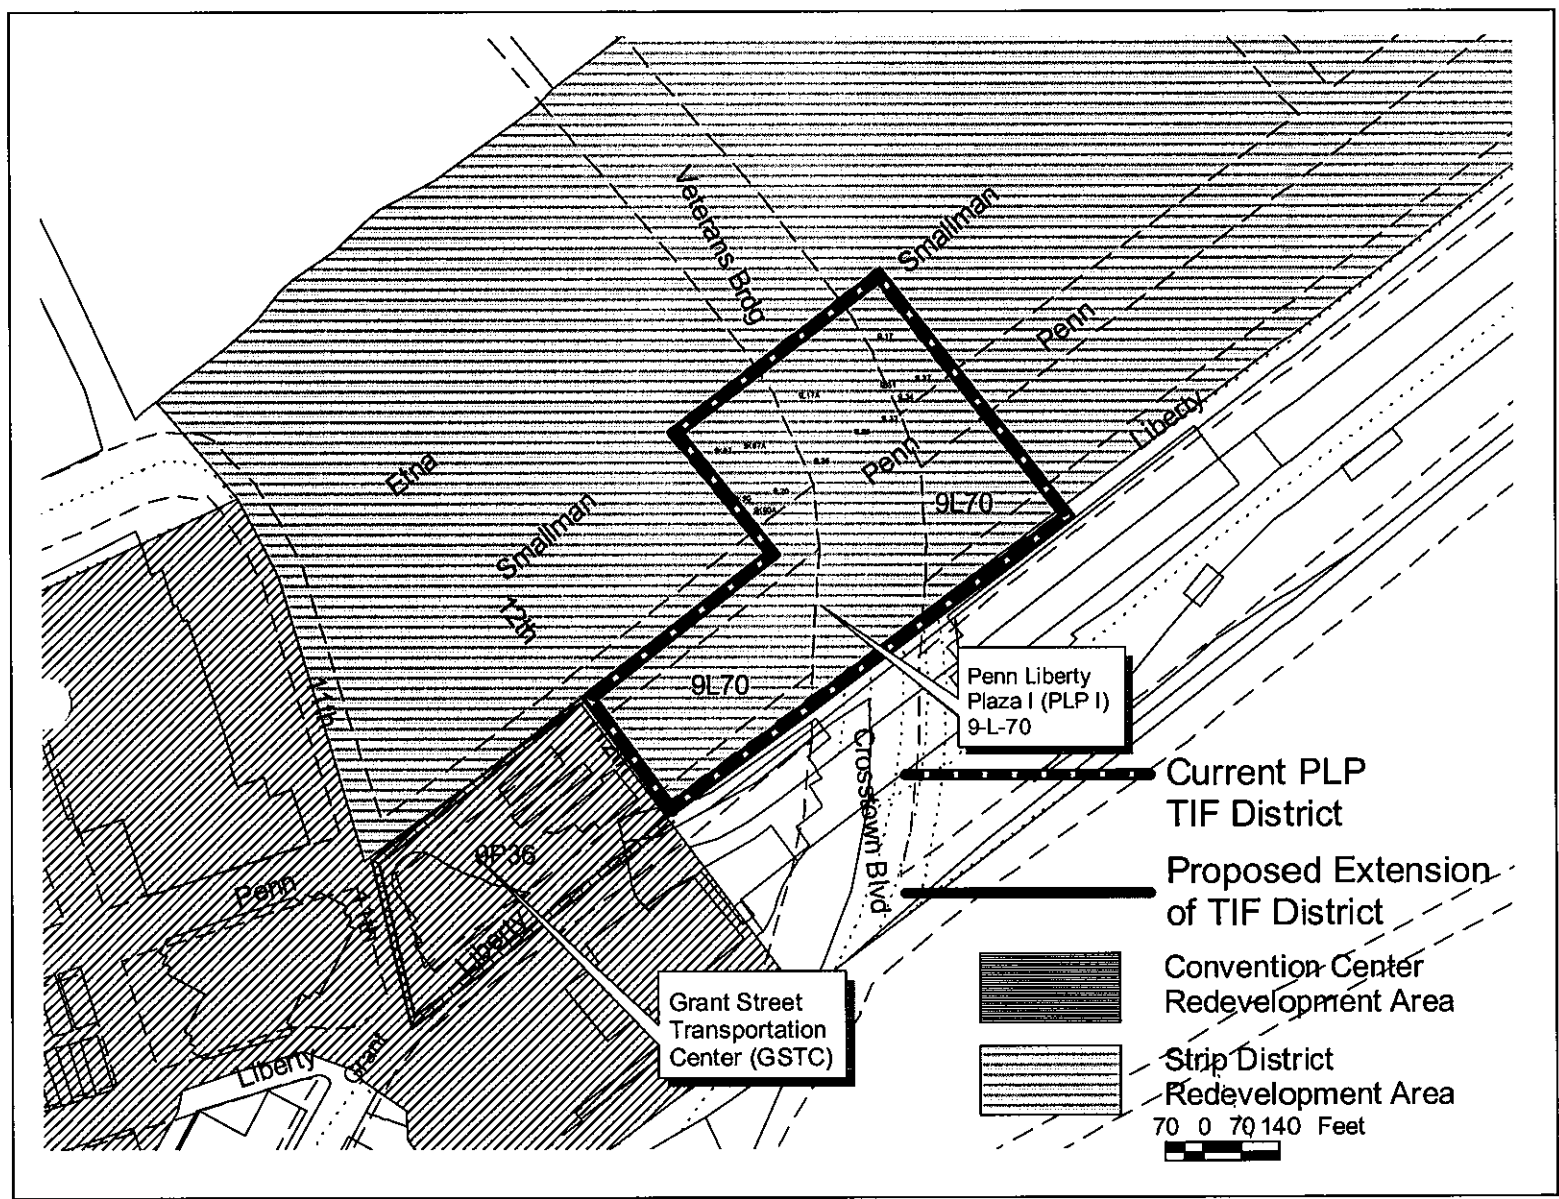 Veterans Brdg
Smallman
Penn
Liberty
9L17A
Penn
9L70
Etna
Smallman
12th
11th
9L70
Penn Liberty
Plaza I (PLP I)
9-L-70
Crosstown Blvd
Current PLP
TIF District
Proposed Extension
of TIF District
9P36
Penn
Liberty
Grant Street
Transportation
Center (GSTC)
Liberty
Grant
Convention Center
Redevelopment Area
Strip District
Redevelopment Area
70 0 70 140 Feet